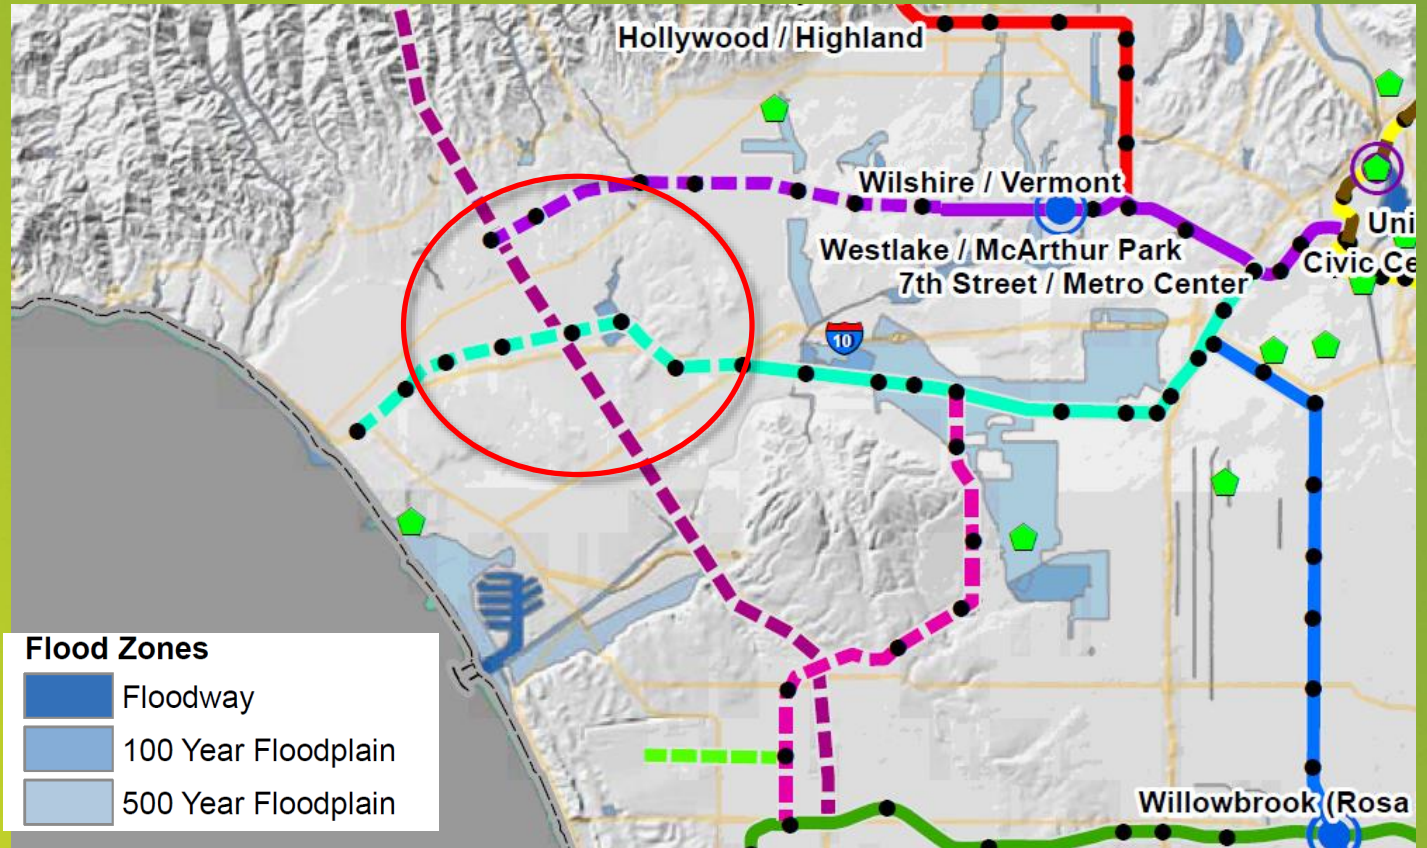 Hollywood / Highland
Wilshire / Vermont
Westlake / McArthur Park
Uni
7th Street / Metro Center
Civic Ce
10
Flood Zones
Floodway
100 Year Floodplain
500 Year Floodplain
Willowbrook (Rosa